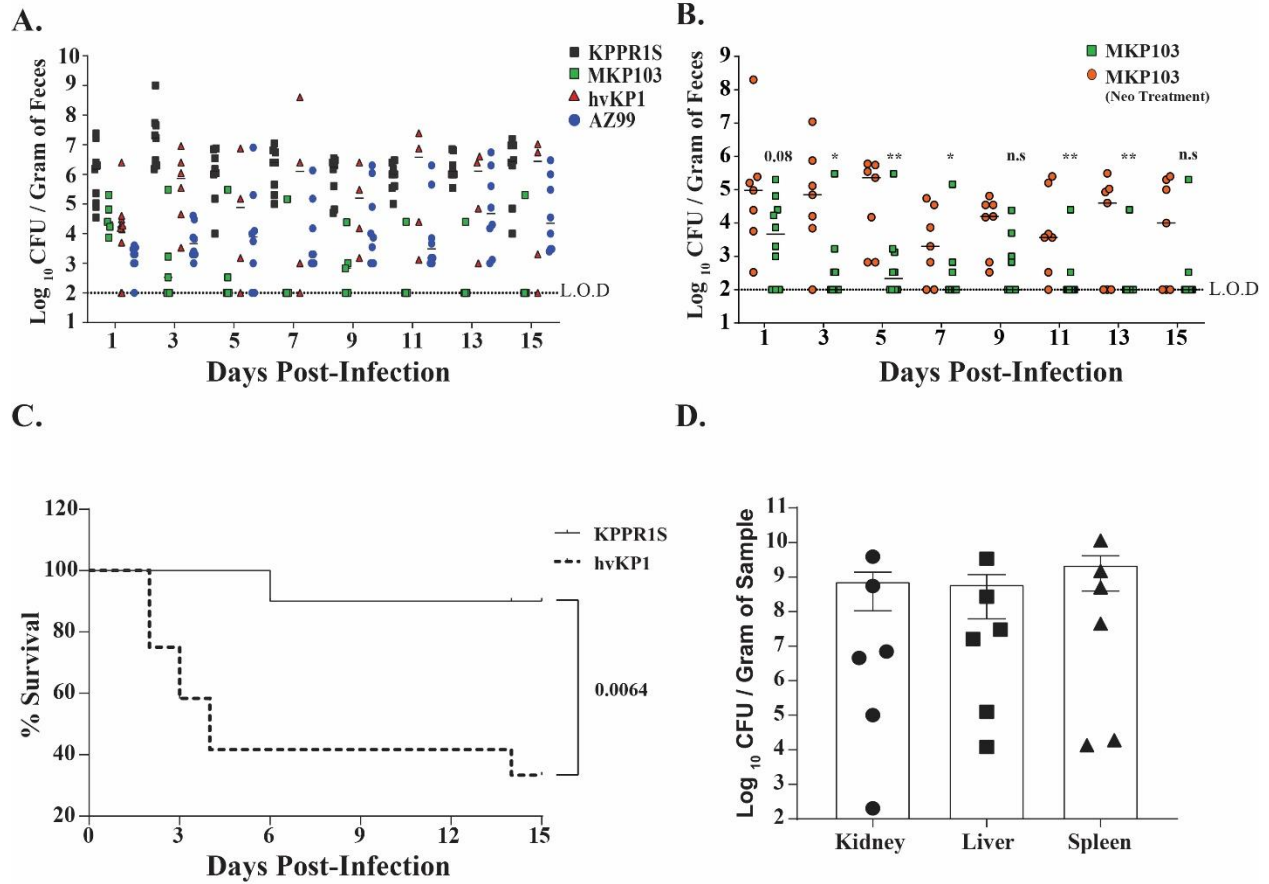 A.
10
9
8
7
6
5
4
3
2
1
Log 10 CFU / Gram of Feces
KPPR1S
MKP103
hvKP1
AZ99
L.O.D
1 3 5 7 9 11 13 15
Days Post-Infection
B.
9
8
7
6
5
4
3
2
1
Log 10 CFU / Gram of Feces
MKP103
MKP103
(Neo Treatment)
0.08 * ** * n.s ** ** n.s
L.O.D
1 3 5 7 9 11 13 15
Days Post-Infection
C.
120
100
80
60
40
20
% Survival
KPPR1S
hvKP1
0.0064
0 3 6 9 12 15
Days Post-Infection
D.
11
10
9
8
7
6
5
4
3
2
Log 10 CFU / Gram of Sample
Kidney Liver Spleen